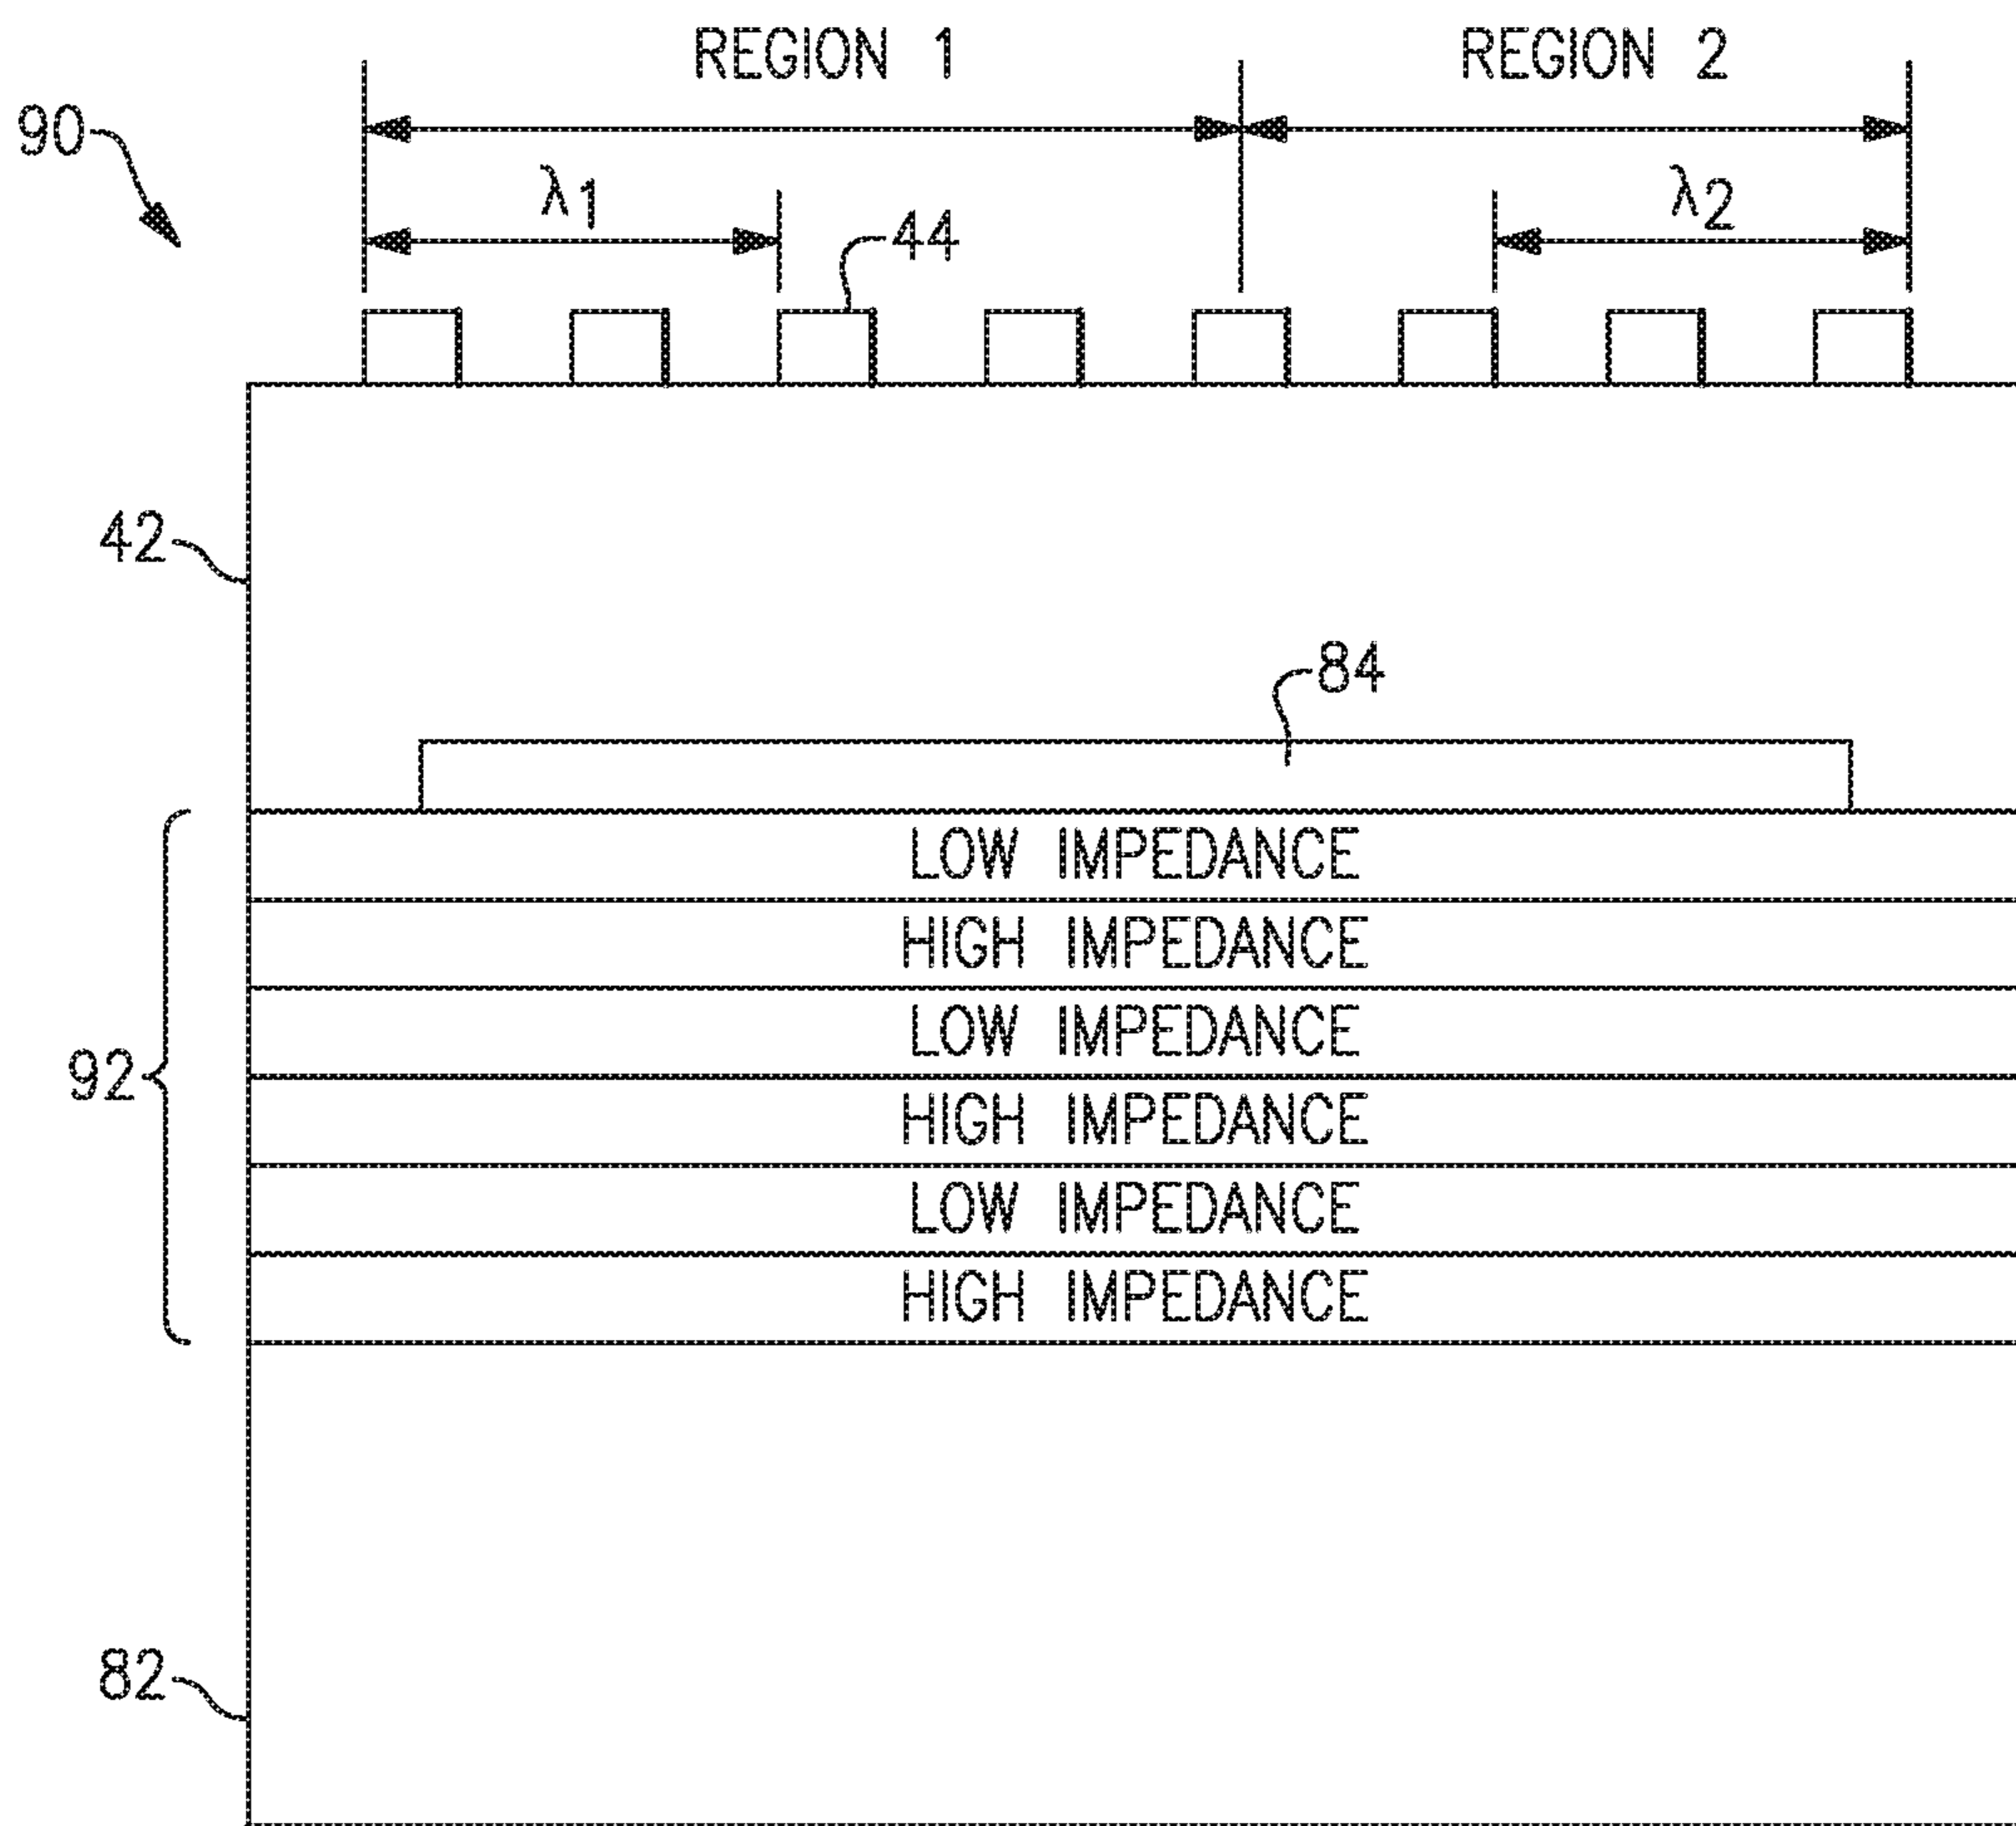 REGION 1
REGION 2
90
λ1
λ2
44
42
84
LOW IMPEDANCE
HIGH IMPEDANCE
LOW IMPEDANCE
92
HIGH IMPEDANCE
LOW IMPEDANCE
HIGH IMPEDANCE
82